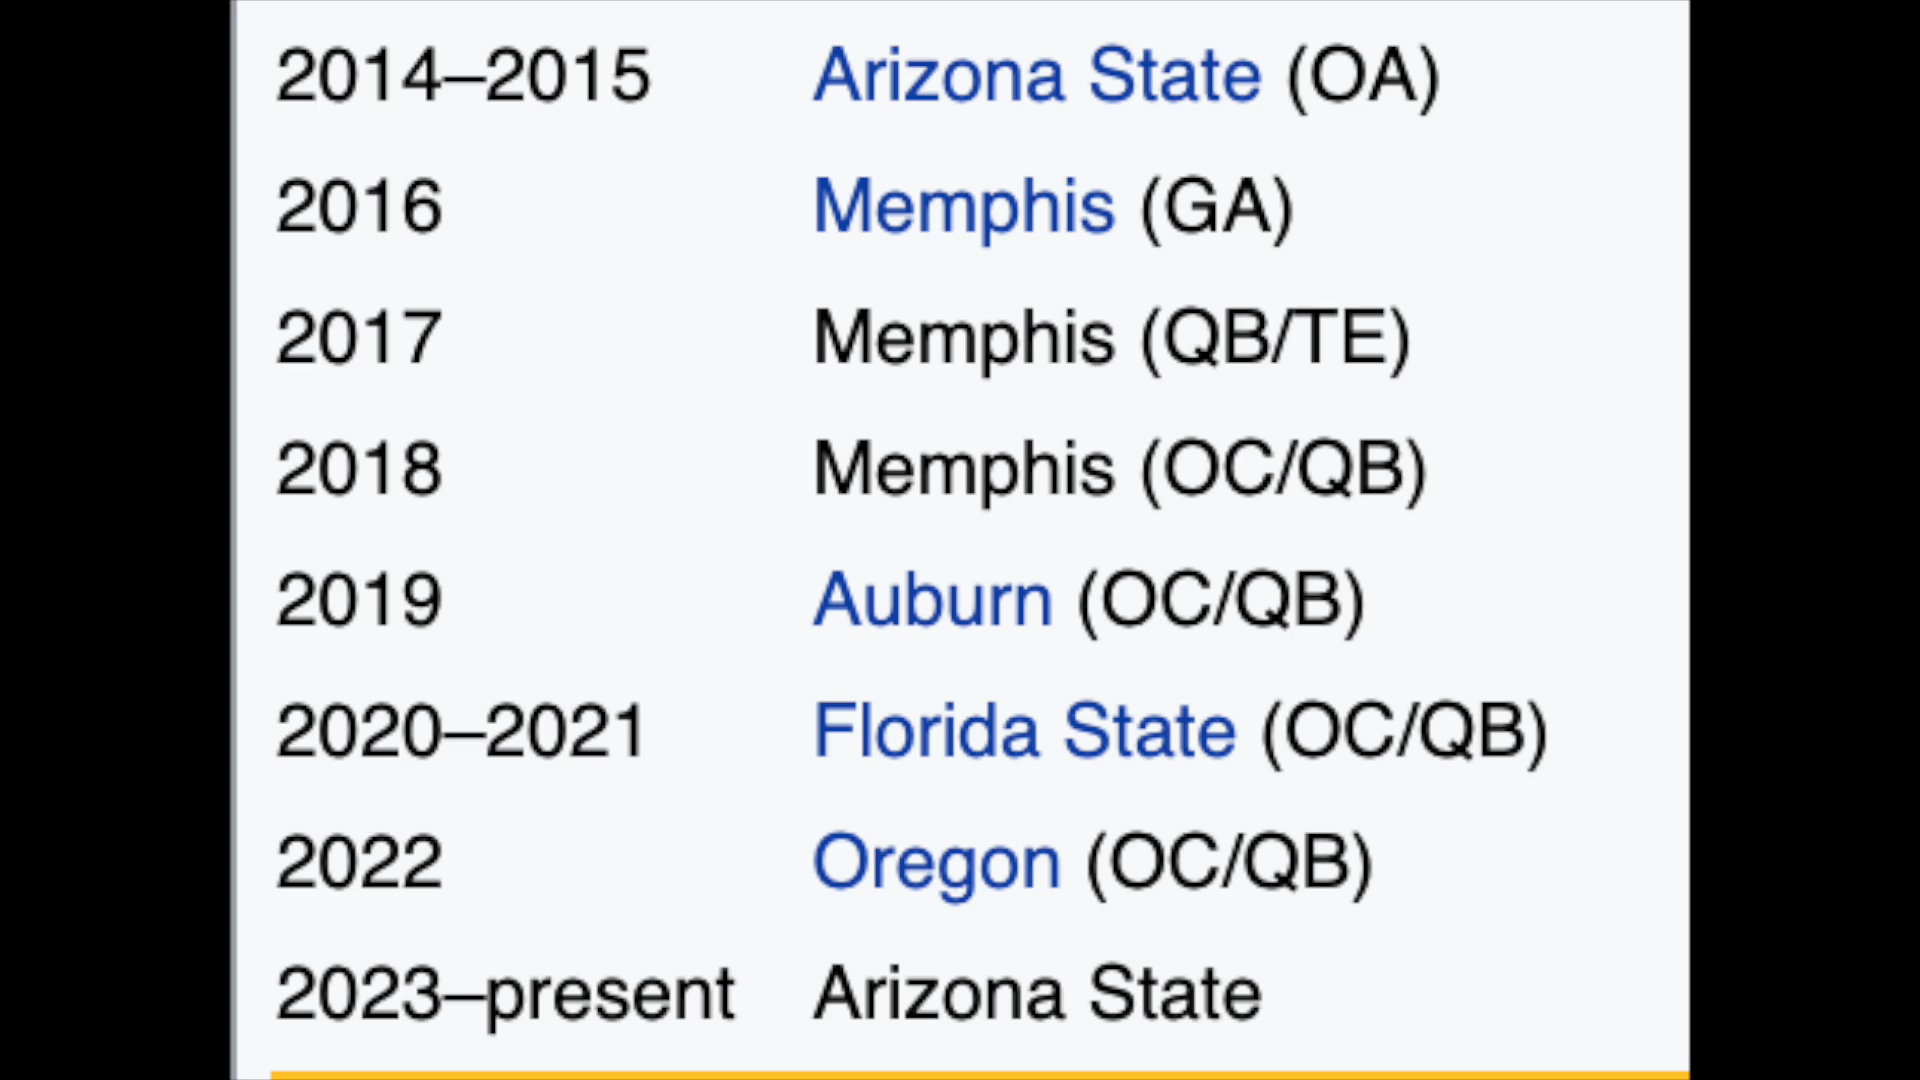 2014–2015 Arizona State (OA)
2016 Memphis (GA)
2017 Memphis (QB/TE)
2018 Memphis (OC/QB)
2019 Auburn (OC/QB)
2020–2021 Florida State (OC/QB)
2022 Oregon (OC/QB)
2023–present Arizona State